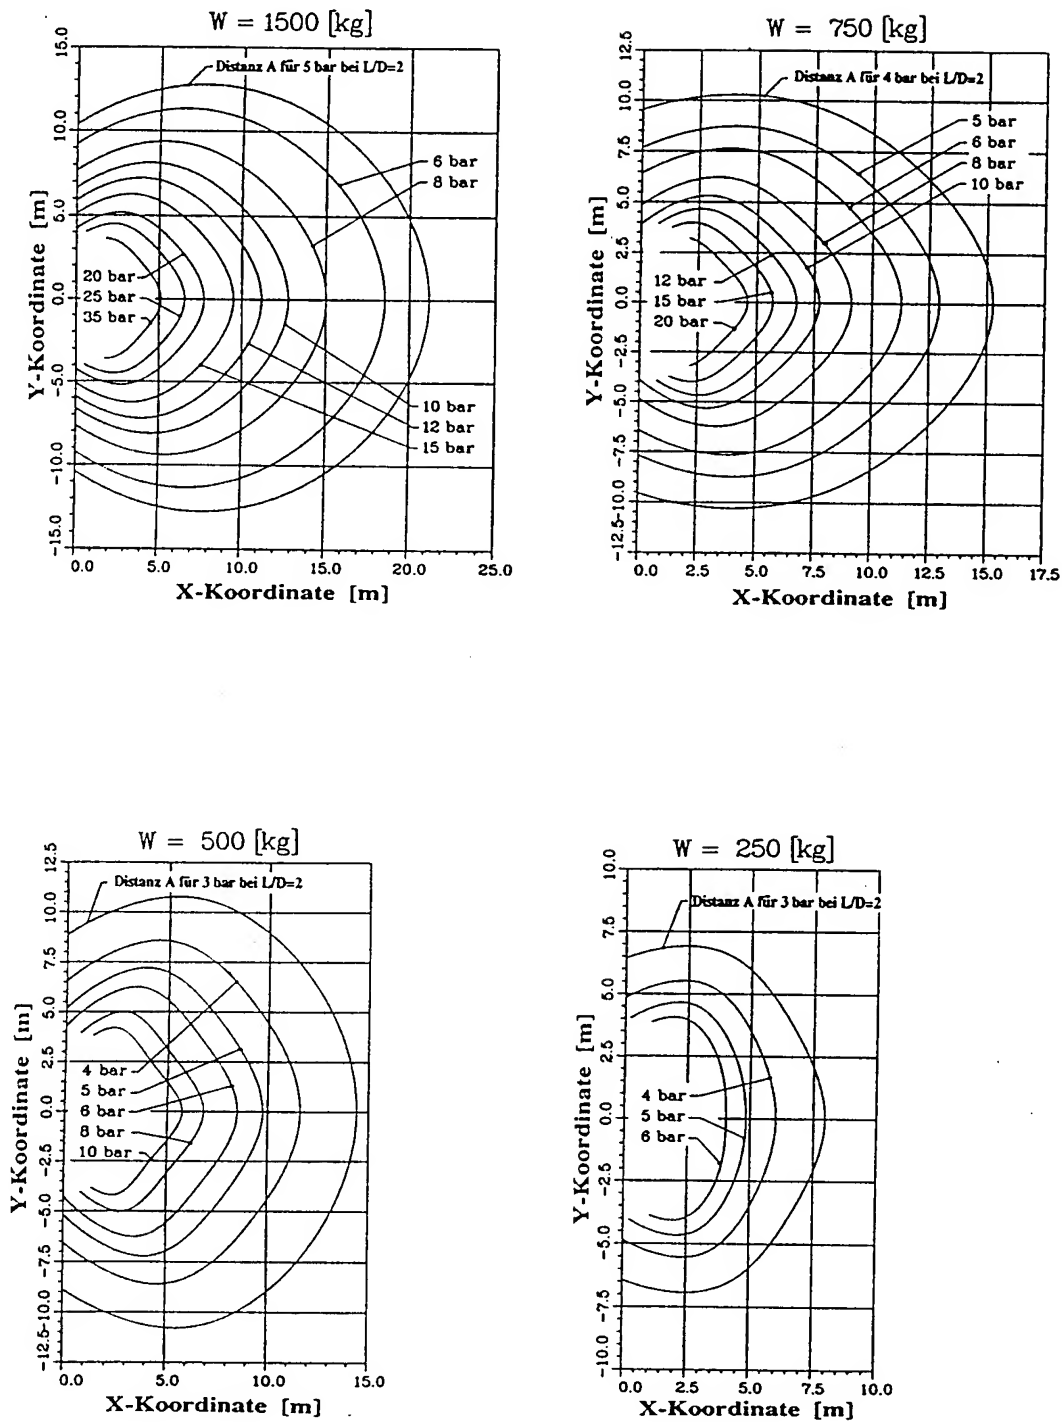 W = 1500 [kg]
15.0
10.0
5.0
0.0
-5.0
-10.0
-15.0
Y-Koordinate [m]
Distanz A für 5 bar bei L/D=2
6 bar
8 bar
20 bar
25 bar
35 bar
10 bar
12 bar
15 bar
0.0 5.0 10.0 15.0 20.0 25.0
X-Koordinate [m]
W = 750 [kg]
12.5
10.0
7.5
5.0
2.5
0.0
-2.5
-5.0
-7.5
-10.0
-12.5
Y-Koordinate [m]
Distanz A für 4 bar bei L/D=2
5 bar
6 bar
8 bar
10 bar
12 bar
15 bar
20 bar
0.0 2.5 5.0 7.5 10.0 12.5 15.0 17.5
X-Koordinate [m]
W = 500 [kg]
12.5
10.0
7.5
5.0
2.5
0.0
-2.5
-5.0
-7.5
-10.0
-12.5
Y-Koordinate [m]
Distanz A für 3 bar bei L/D=2
4 bar
5 bar
6 bar
8 bar
10 bar
0.0 5.0 10.0 15.0
X-Koordinate [m]
W = 250 [kg]
10.0
7.5
5.0
2.5
0.0
-2.5
-5.0
-7.5
-10.0
Y-Koordinate [m]
Distanz A für 3 bar bei L/D=2
4 bar
5 bar
6 bar
0.0 2.5 5.0 7.5 10.0
X-Koordinate [m]